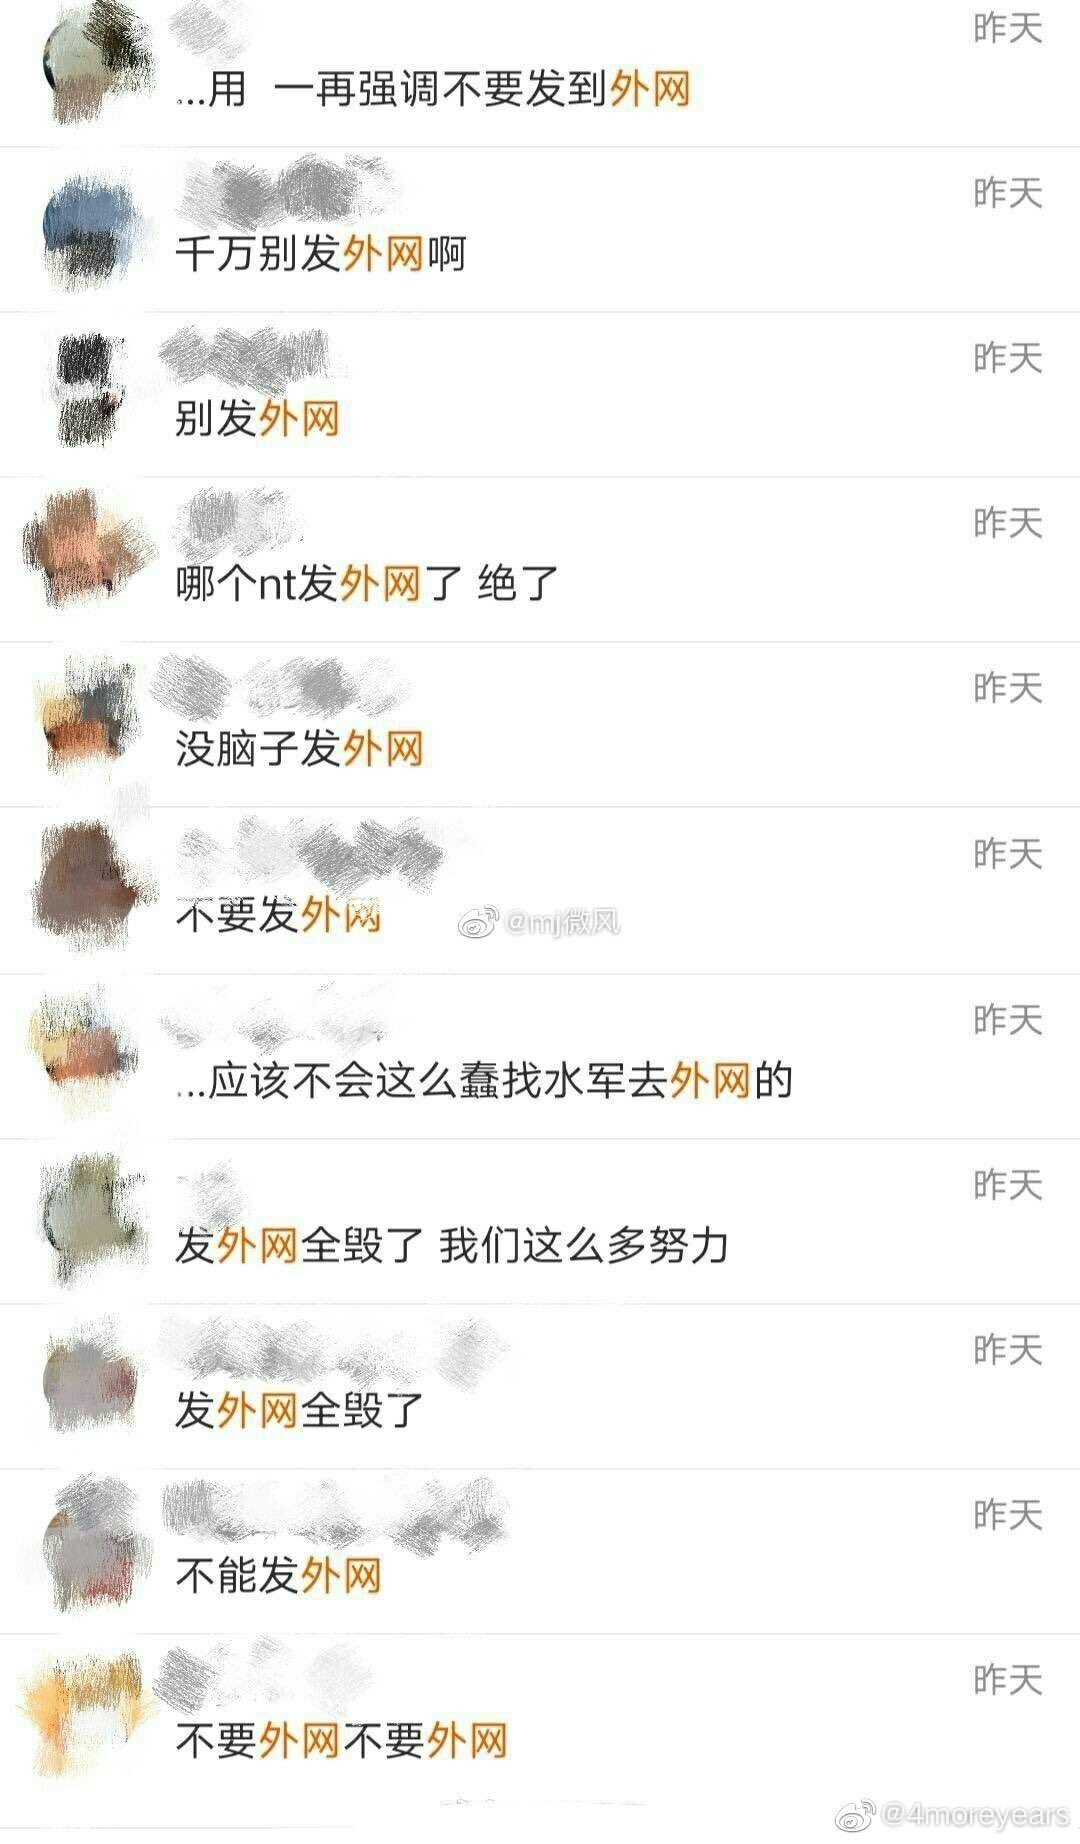 昨天
...用 一再强调不要发到外网
昨天
千万别发外网啊
昨天
别发外网
昨天
哪个nt发外网了 绝了
昨天
没脑子发外网
昨天
不要发外网
@mj微风
昨天
...应该不会这么蠢找水军去外网的
昨天
发外网全毁了 我们这么多努力
昨天
发外网全毁了
昨天
不能发外网
昨天
不要外网不要外网
@4moreyears